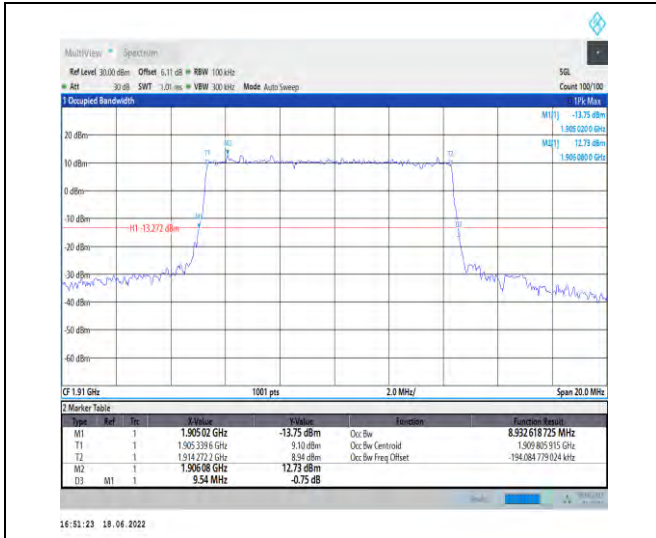 MultiView Spectrum
Ref Level 30.00 dBm Offset 6.11 dB RBW 100 kHz SGL
Att 30 dB SWT 1.01 ms VBW 300 kHz Mode Auto Sweep Count 100/100
1 Occupied Bandwidth 1Pk Max
M1[1] -13.75 dBm
1.905 020 0 GHz
M2[1] 12.73 dBm
1.906 080 0 GHz
20 dBm
T1 M2 T2
10 dBm
0 dBm
-10 dBm
M1 D3
H1 -13.272 dBm
-20 dBm
-30 dBm
-40 dBm
-50 dBm
-60 dBm
CF 1.91 GHz 1001 pts 2.0 MHz/ Span 20.0 MHz
2 Marker Table
Type Ref Trc X-Value Y-Value Function Function Result
M1 1 1.905 02 GHz -13.75 dBm Occ Bw 8.932 618 725 MHz
T1 1 1.905 339 6 GHz 9.10 dBm Occ Bw Centroid 1.909 805 915 GHz
T2 1 1.914 272 2 GHz 8.94 dBm Occ Bw Freq Offset -194.084 779 024 kHz
M2 1 1.906 08 GHz 12.73 dBm
D3 M1 1 9.54 MHz -0.75 dB
16:51:23 18.06.2022